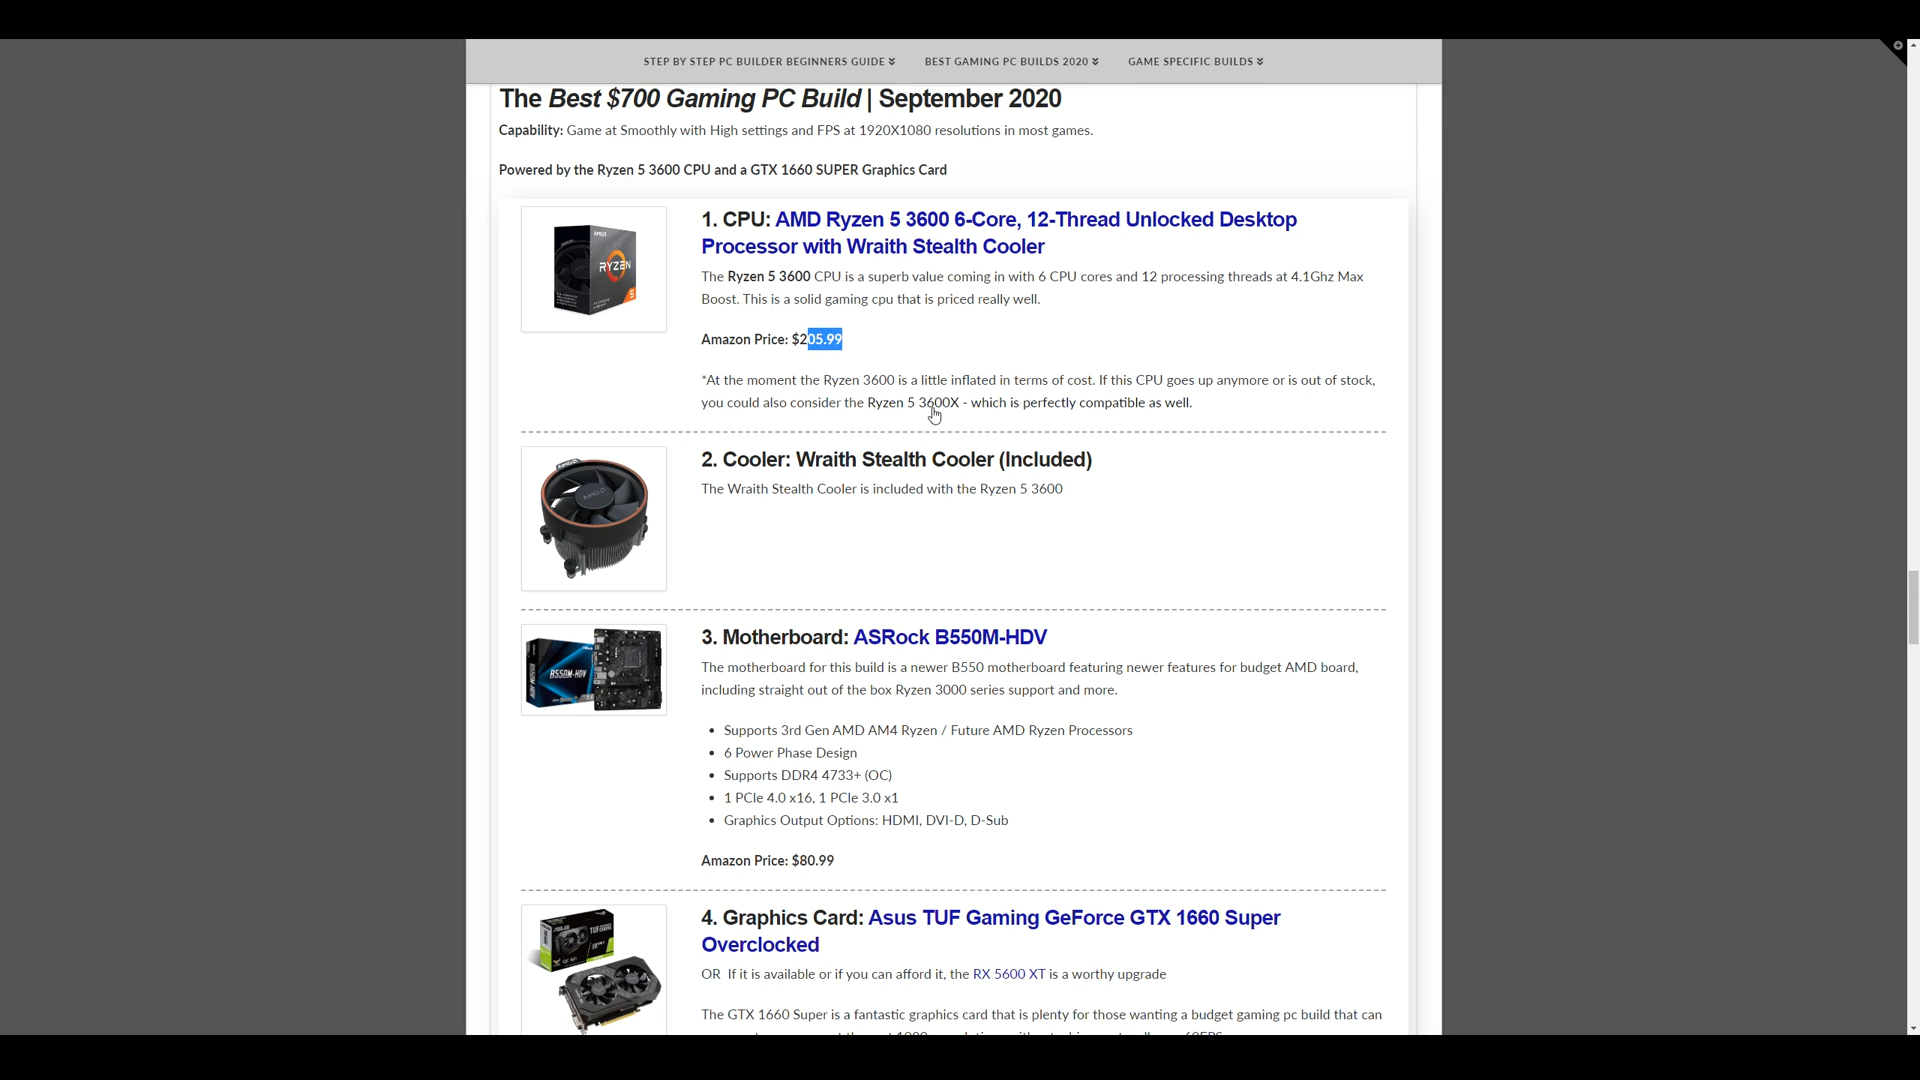 STEP BY STEP PC BUILDER BEGINNERS GUIDE
BEST GAMING PC BUILDS 2020
GAME SPECIFIC BUILDS
The Best $700 Gaming PC Build | September 2020
Capability: Game at Smoothly with High settings and FPS at 1920X1080 resolutions in most games.
Powered by the Ryzen 5 3600 CPU and a GTX 1660 SUPER Graphics Card
AMD
RYZEN
5
1. CPU: AMD Ryzen 5 3600 6-Core, 12-Thread Unlocked Desktop
Processor with Wraith Stealth Cooler
The Ryzen 5 3600 CPU is a superb value coming in with 6 CPU cores and 12 processing threads at 4.1Ghz Max
Boost. This is a solid gaming cpu that is priced really well.
Amazon Price: $205.99
*At the moment the Ryzen 3600 is a little inflated in terms of cost. If this CPU goes up anymore or is out of stock,
you could also consider the Ryzen 5 3600X - which is perfectly compatible as well.
AMD
2. Cooler: Wraith Stealth Cooler (Included)
The Wraith Stealth Cooler is included with the Ryzen 5 3600
B550M-HDV
3. Motherboard: ASRock B550M-HDV
The motherboard for this build is a newer B550 motherboard featuring newer features for budget AMD board,
including straight out of the box Ryzen 3000 series support and more.
• Supports 3rd Gen AMD AM4 Ryzen / Future AMD Ryzen Processors
• 6 Power Phase Design
• Supports DDR4 4733+ (OC)
• 1 PCIe 4.0 x16, 1 PCIe 3.0 x1
• Graphics Output Options: HDMI, DVI-D, D-Sub
Amazon Price: $80.99
4. Graphics Card: Asus TUF Gaming GeForce GTX 1660 Super
Overclocked
OR If it is available or if you can afford it, the RX 5600 XT is a worthy upgrade
The GTX 1660 Super is a fantastic graphics card that is plenty for those wanting a budget gaming pc build that can